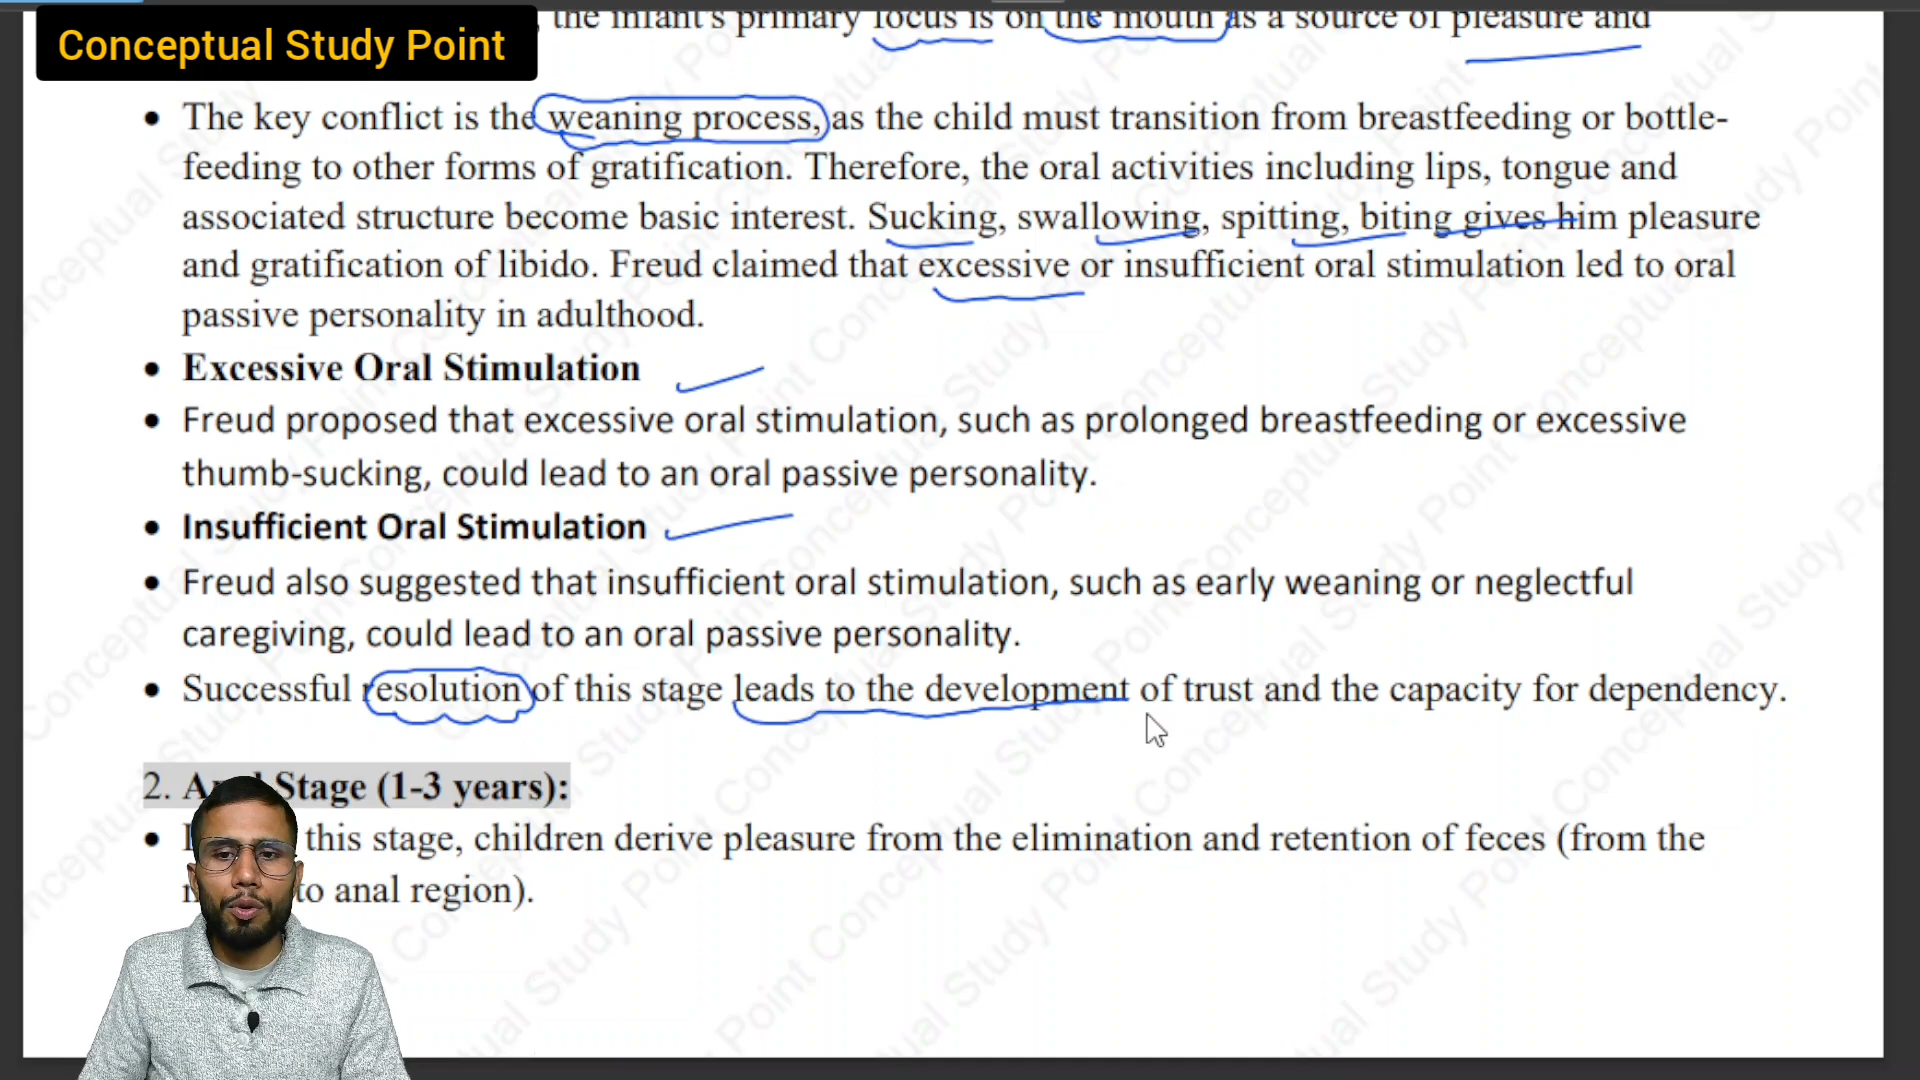 Conceptual Study Point
, the infant's primary focus is on the mouth as a source of pleasure and
• The key conflict is the weaning process, as the child must transition from breastfeeding or bottle-
feeding to other forms of gratification. Therefore, the oral activities including lips, tongue and
associated structure become basic interest. Sucking, swallowing, spitting, biting gives him pleasure
and gratification of libido. Freud claimed that excessive or insufficient oral stimulation led to oral
passive personality in adulthood.
• Excessive Oral Stimulation
• Freud proposed that excessive oral stimulation, such as prolonged breastfeeding or excessive
thumb-sucking, could lead to an oral passive personality.
• Insufficient Oral Stimulation
• Freud also suggested that insufficient oral stimulation, such as early weaning or neglectful
caregiving, could lead to an oral passive personality.
• Successful resolution of this stage leads to the development of trust and the capacity for dependency.
2. Stage (1-3 years):
• this stage, children derive pleasure from the elimination and retention of feces (from the
to anal region).